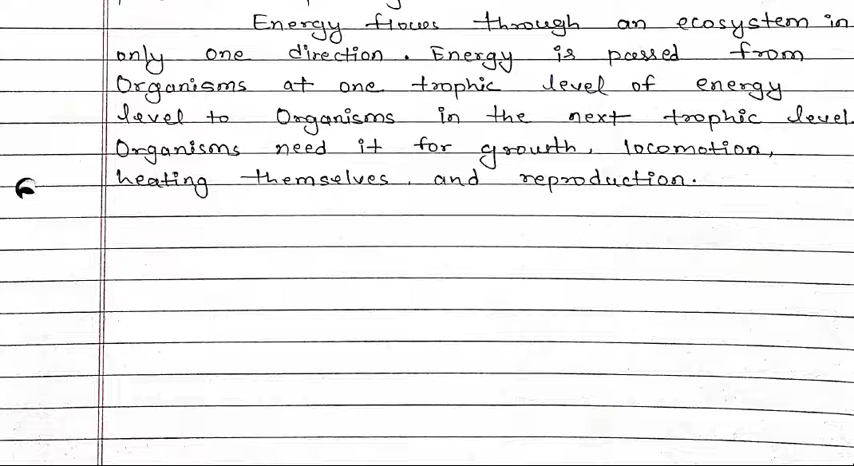 Energy flows through an ecosystem in
only one direction. Energy is passed from
Organisms at one trophic level of energy
level to Organisms in the next trophic level.
Organisms need it for growth, locomotion,
heating themselves, and reproduction.